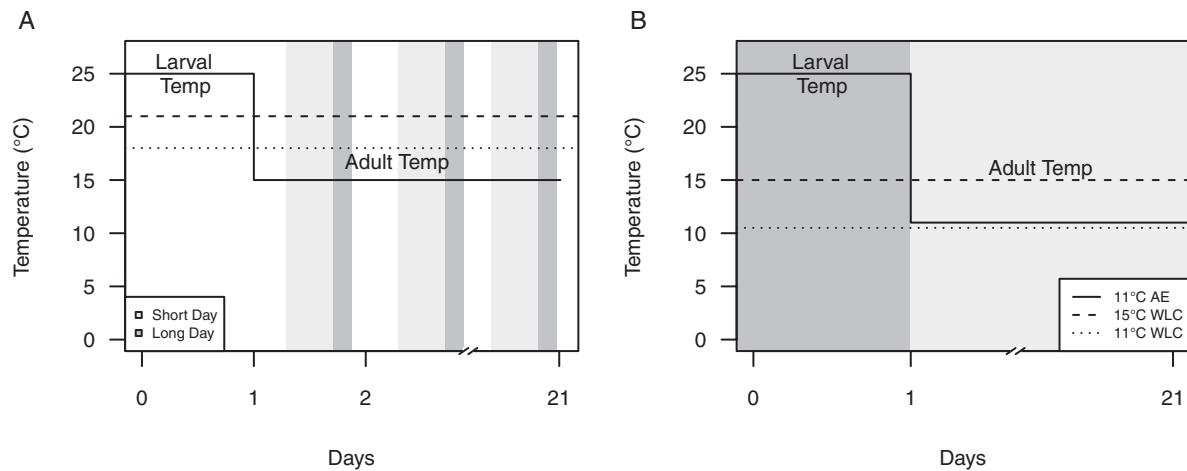 A
Temperature (°C)
25
20
15
10
5
0
Larval
Temp
Adult Temp
Short Day
Long Day
0
1
2
21
Days
B
Temperature (°C)
25
20
15
10
5
0
Larval
Temp
Adult Temp
11°C AE
15°C WLC
11°C WLC
0
1
21
Days